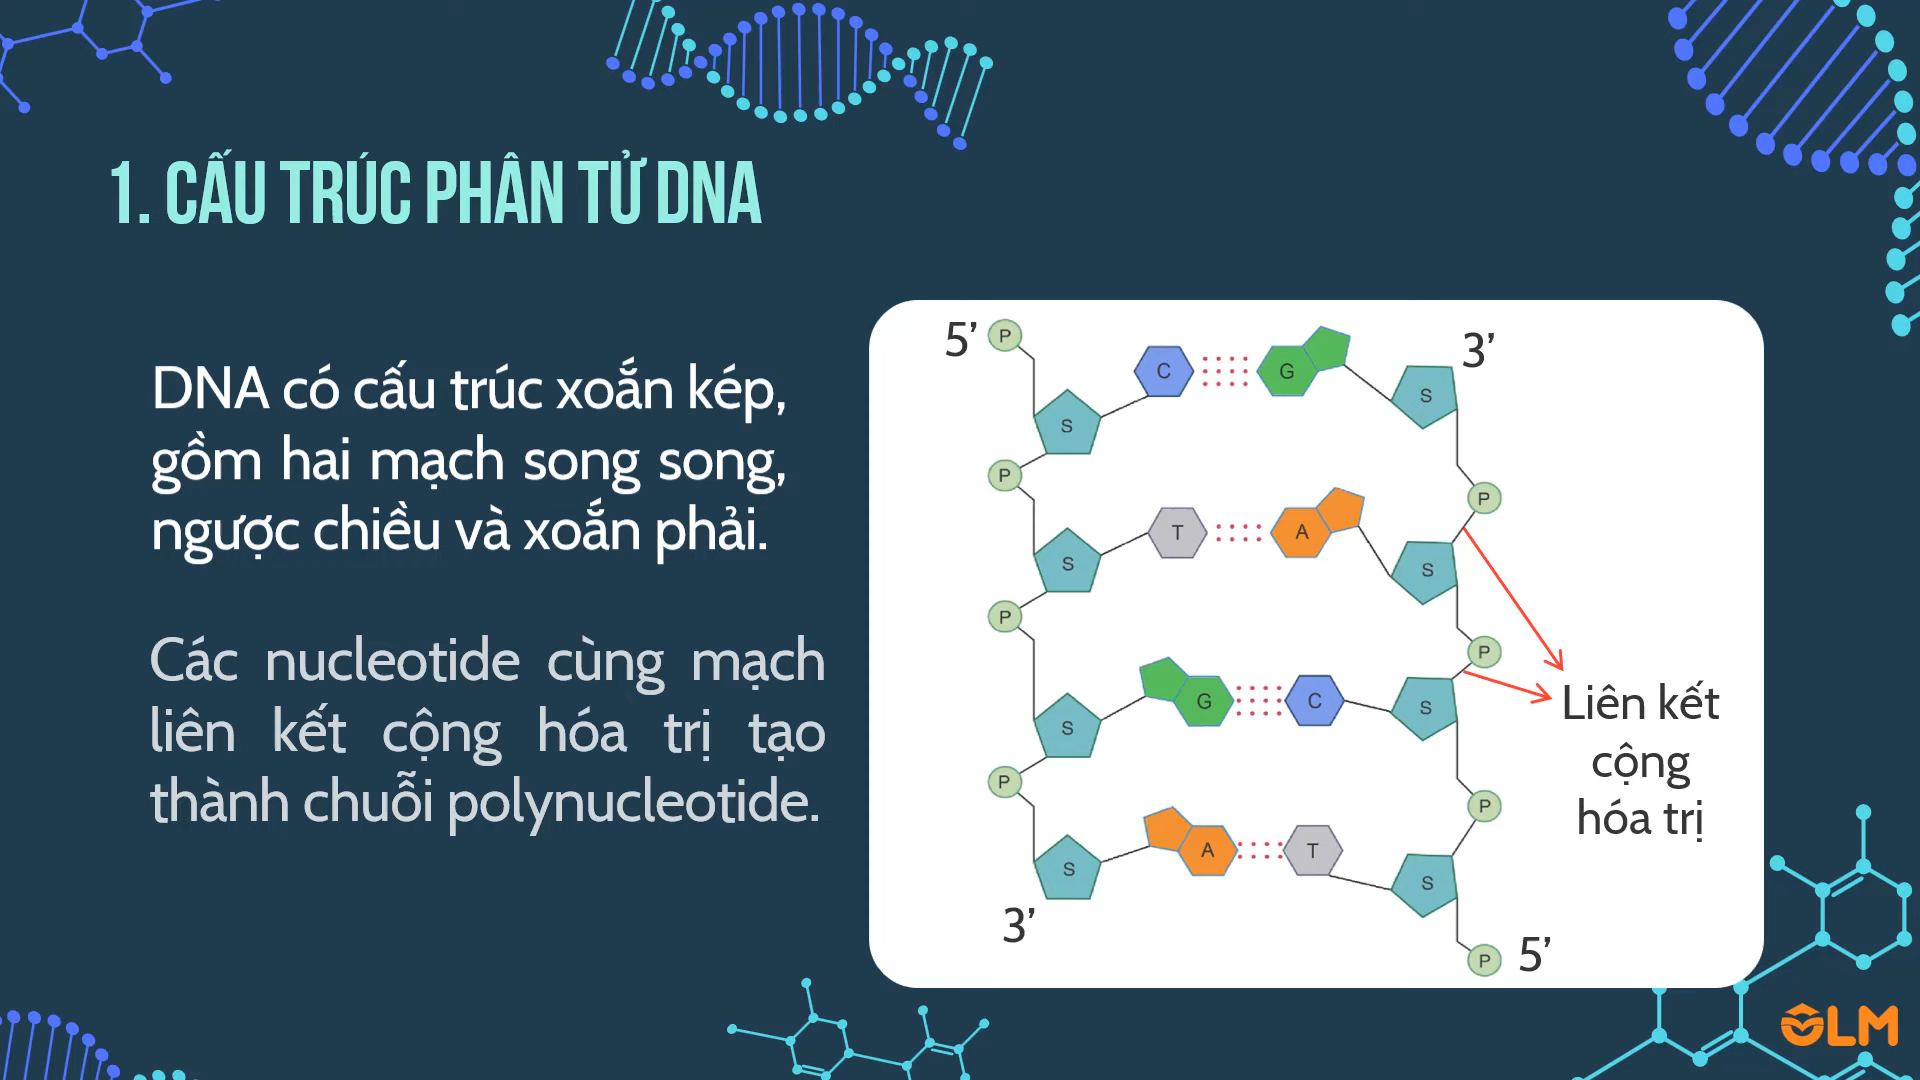 1. CẤU TRÚC PHÂN TỬ DNA
DNA có cấu trúc xoắn kép,
gồm hai mạch song song,
ngược chiều và xoắn phải.
Các nucleotide cùng mạch
liên kết cộng hóa trị tạo
thành chuỗi polynucleotide.
5’ P
3’
C G
S S
P P
T A
S S
P P
G C
S S
Liên kết
cộng
hóa trị
P P
A T
S S
3’
P 5’
OLM